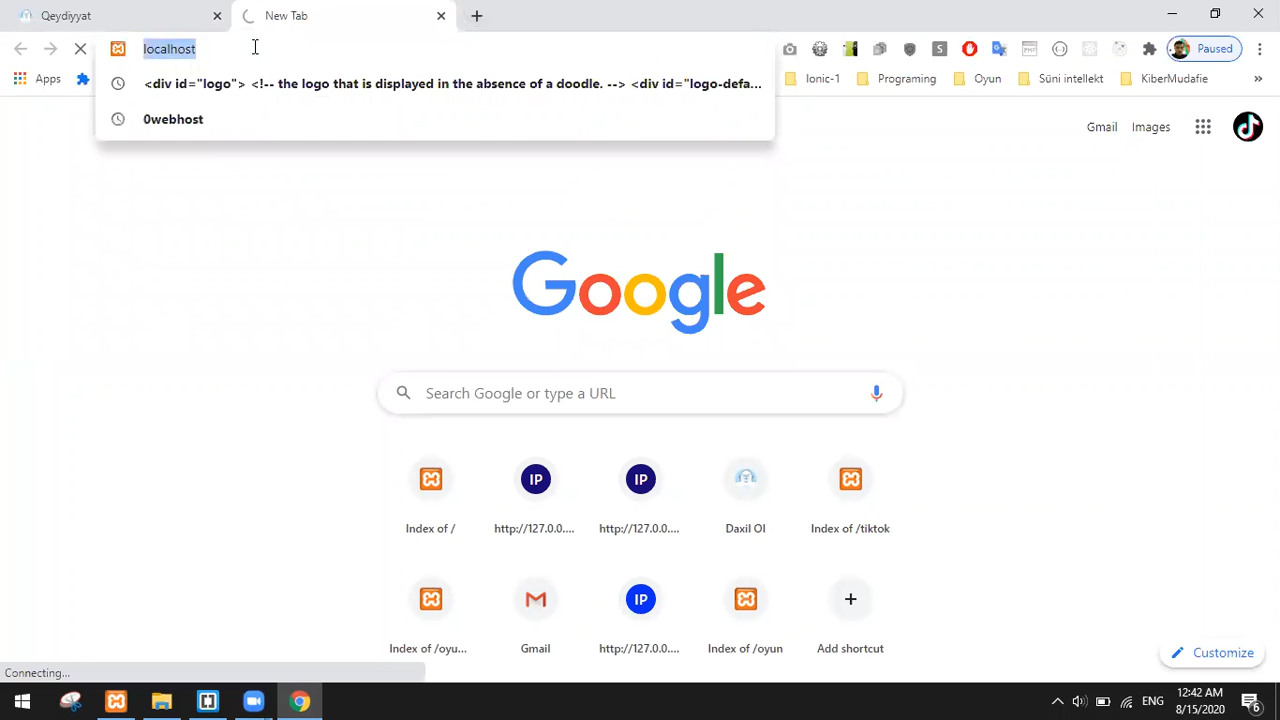 Qeydiyyat
New Tab
localhost
Paused
<div id="logo"> <!-- the logo that is displayed in the absence of a doodle. --> <div id="logo-defa...
0webhost
Apps
Ionic-1
Programing
Oyun
Süni intellekt
KiberMudafie
»
Gmail
Images
Google
Search Google or type a URL
IP
IP
Index of /
http://127.0.0....
http://127.0.0....
Daxil Ol
Index of /tiktok
IP
Index of /oyu...
Gmail
http://127.0.0....
Index of /oyun
Add shortcut
Customize
Connecting...
ENG
12:42 AM
8/15/2020
6